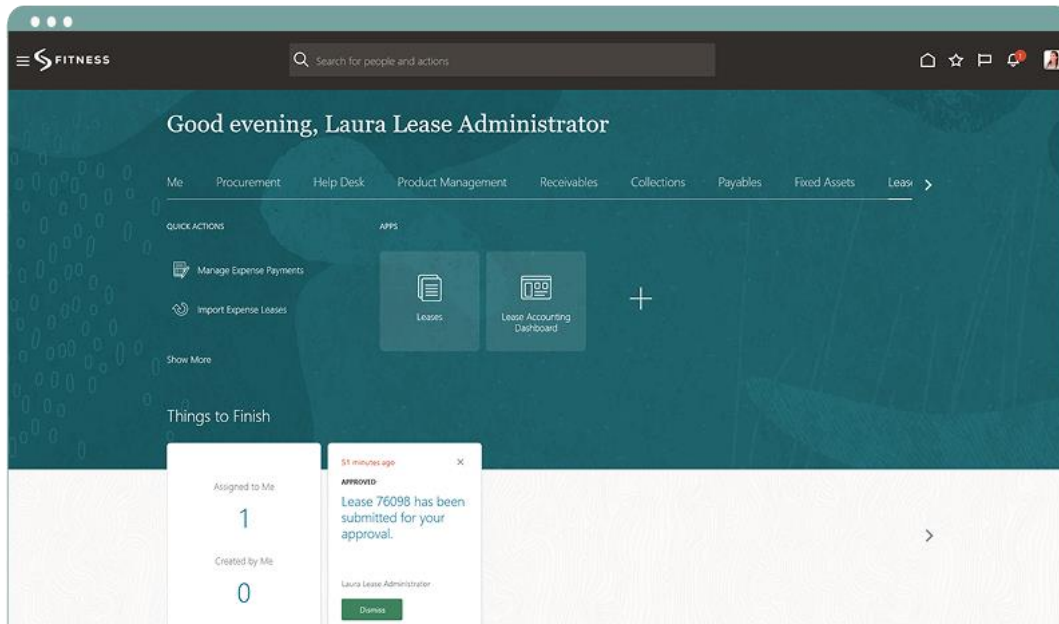 FITNESS
Search for people and actions
1
Good evening, Laura Lease Administrator
Me Procurement Help Desk Product Management Receivables Collections Payables Fixed Assets Lease
QUICK ACTIONS
APPS
Manage Expense Payments
Import Expense Leases
Show More
Leases
Lease Accounting
Dashboard
Things to Finish
Assigned to Me
1
Created by Me
0
51 minutes ago
APPROVED
Lease 76098 has been
submitted for your
approval.
Laura Lease Administrator
Dismiss